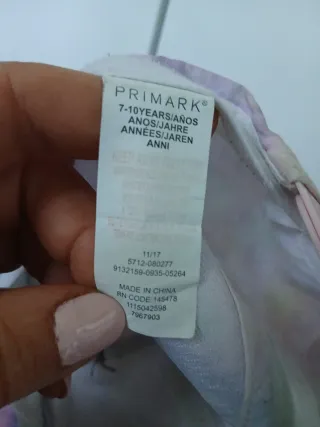 PRIMARK©
7-10YEARS/AÑOS
ANOS/JAHRE
ANNÉES/JAREN
ANNI
11/17
5712-080277
9132159-0935-05264
MADE IN CHINA
RN CODE:148478
1115042598
7967903